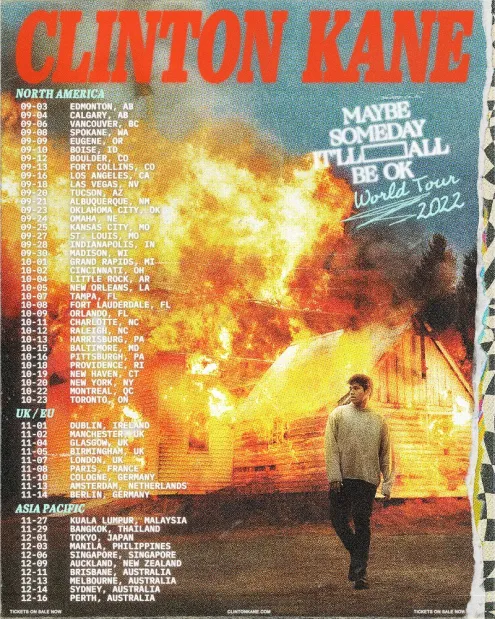 CLINTON KANE
MAYBE
SOMEDAY
IT'LL ALL
BE OK
World Tour
2022
NORTH AMERICA
09-03 EDMONTON, AB
09-04 CALGARY, AB
09-06 VANCOUVER, BC
09-08 SPOKANE, WA
09-09 EUGENE, OR
09-10 BOISE, ID
09-12 BOULDER, CO
09-13 FORT COLLINS, CO
09-16 LOS ANGELES, CA
09-18 LAS VEGAS, NV
09-20 TUCSON, AZ
09-21 ALBUQUERQUE, NM
09-23 OKLAHOMA CITY, OK
09-24 OMAHA, NE
09-25 KANSAS CITY, MO
09-27 ST. LOUIS, MO
09-28 INDIANAPOLIS, IN
09-30 MADISON, WI
10-01 GRAND RAPIDS, MI
10-02 CINCINNATI, OH
10-04 LITTLE ROCK, AR
10-05 NEW ORLEANS, LA
10-07 TAMPA, FL
10-08 FORT LAUDERDALE, FL
10-09 ORLANDO, FL
10-11 CHARLOTTE, NC
10-12 RALEIGH, NC
10-13 HARRISBURG, PA
10-15 BALTIMORE, MD
10-16 PITTSBURGH, PA
10-18 PROVIDENCE, RI
10-19 NEW HAVEN, CT
10-20 NEW YORK, NY
10-22 MONTREAL, QC
10-23 TORONTO, ON
UK / EU
11-01 DUBLIN, IRELAND
11-02 MANCHESTER, UK
11-04 GLASGOW, UK
11-05 BIRMINGHAM, UK
11-07 LONDON, UK
11-08 PARIS, FRANCE
11-10 COLOGNE, GERMANY
11-13 AMSTERDAM, NETHERLANDS
11-14 BERLIN, GERMANY
ASIA PACIFIC
11-27 KUALA LUMPUR, MALAYSIA
11-29 BANGKOK, THAILAND
12-01 TOKYO, JAPAN
12-03 MANILA, PHILIPPINES
12-06 SINGAPORE, SINGAPORE
12-09 AUCKLAND, NEW ZEALAND
12-11 BRISBANE, AUSTRALIA
12-13 MELBOURNE, AUSTRALIA
12-14 SYDNEY, AUSTRALIA
12-16 PERTH, AUSTRALIA
TICKETS ON SALE NOW
CLINTONKANE.COM
TICKETS ON SALE NOW